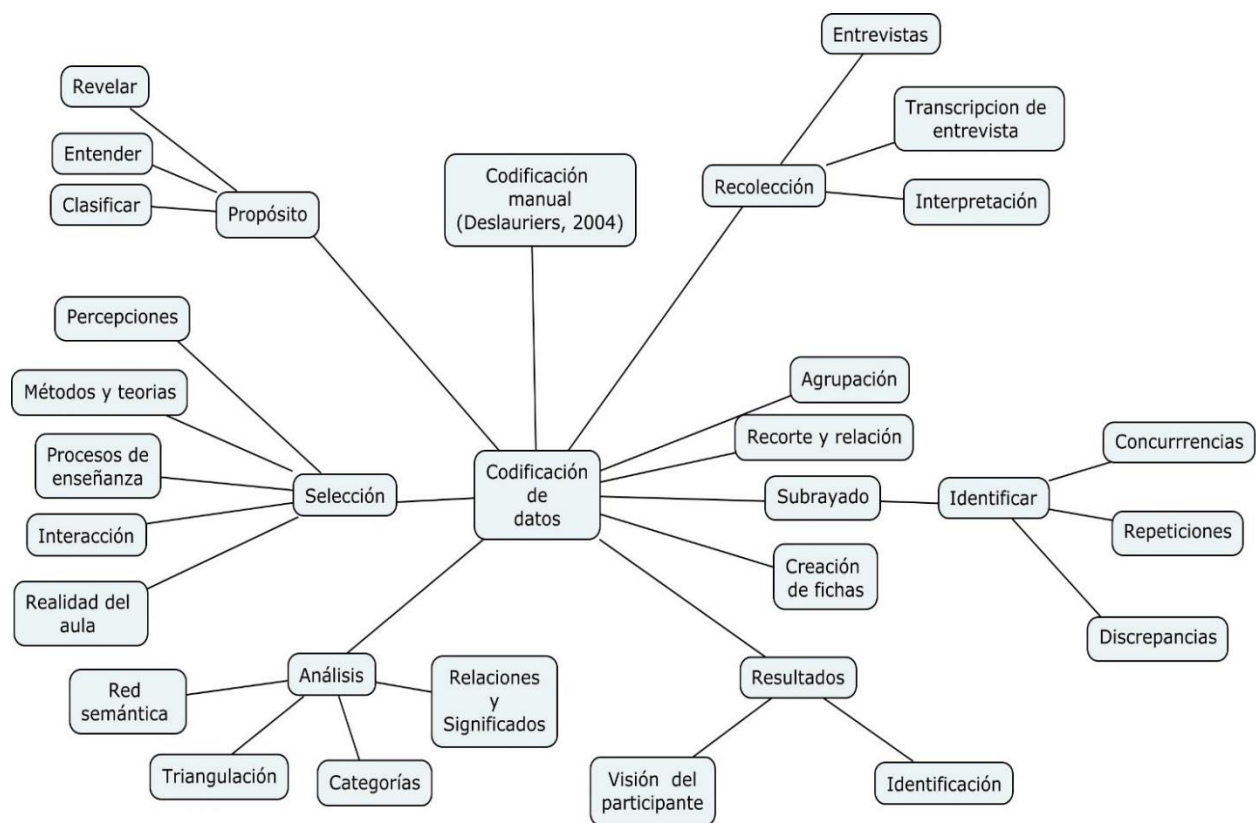 Entrevistas
Revelar
Transcripcion de
entrevista
Entender
Codificación
manual
(Deslauriers, 2004)
Recolección
Clasificar
Propósito
Interpretación
Percepciones
Agrupación
Métodos y teorias
Recorte y relación
Concurrrencias
Procesos de
enseñanza
Selección
Codificación
de
datos
Subrayado
Identificar
Interacción
Repeticiones
Creación
de fichas
Realidad del
aula
Discrepancias
Análisis
Relaciones
y
Significados
Resultados
Red
semántica
Triangulación
Categorías
Visión del
participante
Identificación